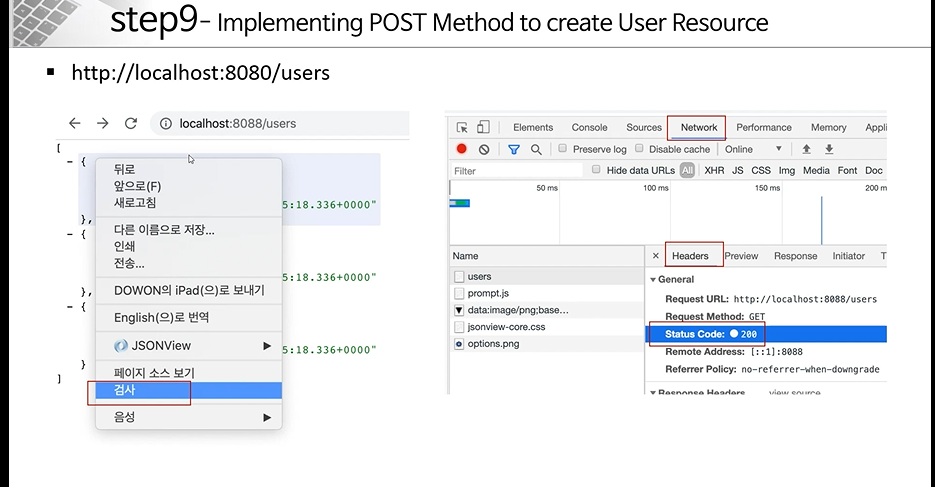 step9- Implementing POST Method to create User Resource
▪ http://localhost:8080/users
localhost:8088/users
[
- {
뒤로
앞으로(F)
새로고침
5:18.336+0000"
},
- {
다른 이름으로 저장...
인쇄
전송...
5:18.336+0000"
},
DOWON의 iPad(으)로 보내기
- {
English(으)로 번역
JSONView
5:18.336+0000"
}
페이지 소스 보기
]
검사
음성
Elements Console Sources Network Performance Memory Appli
Preserve log Disable cache Online
Filter Hide data URLs All XHR JS CSS Img Media Font Doc
50 ms 100 ms 150 ms 200 m
Name
users
prompt.js
data:image/png;base...
jsonview-core.css
options.png
× Headers Preview Response Initiator T
General
Request URL: http://localhost:8088/users
Request Method: GET
Status Code: 200
Remote Address: [::1]:8088
Referrer Policy: no-referrer-when-downgrade
Response Headers view source